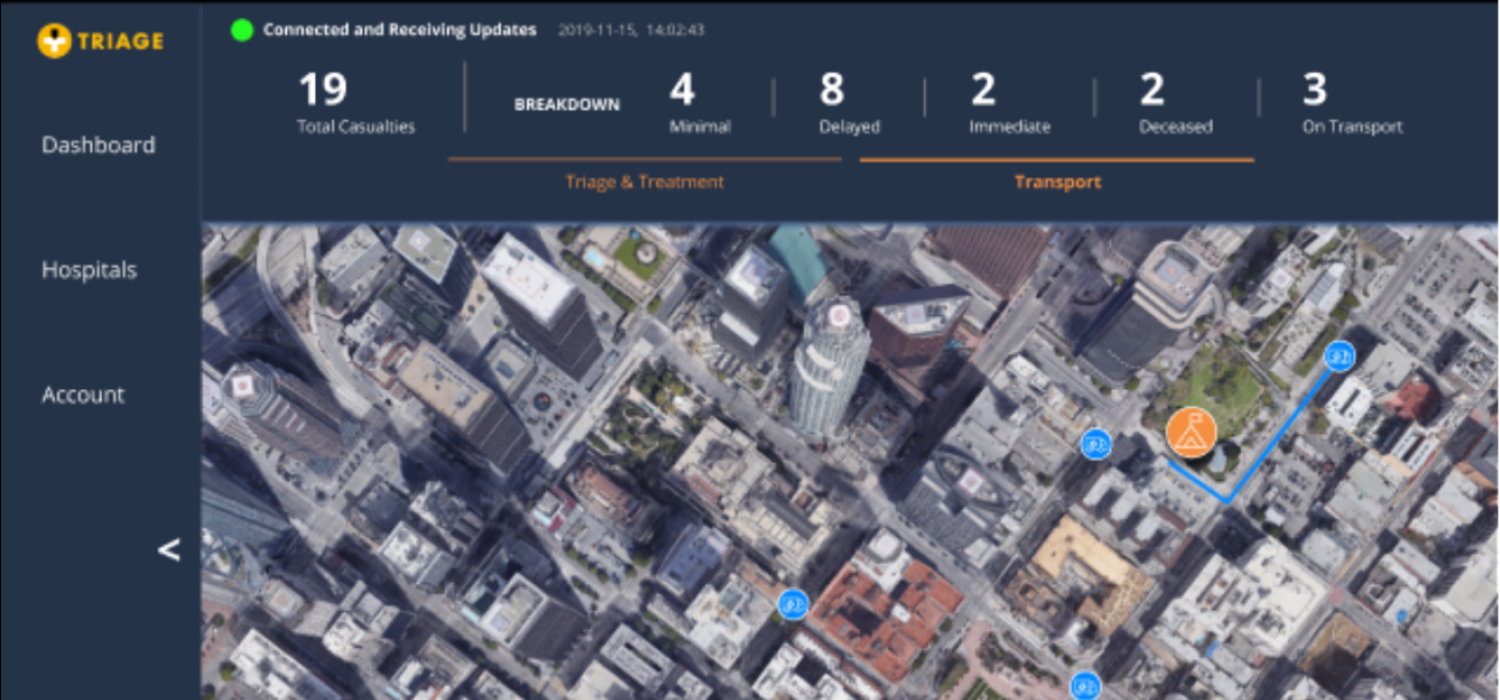 TRIAGE
Connected and Receiving Updates 2019-11-15, 14:02:43
19
Total Casualties
BREAKDOWN
4
Minimal
8
Delayed
2
Immediate
2
Deceased
3
On Transport
Triage & Treatment
Transport
Dashboard
Hospitals
Account
<